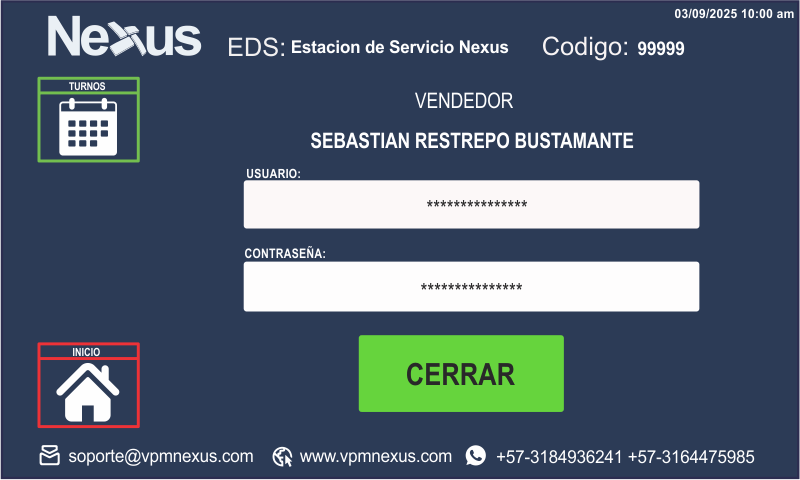 03/09/2025 10:00 am
Nexus
EDS: Estacion de Servicio Nexus Codigo: 99999
TURNOS
VENDEDOR
SEBASTIAN RESTREPO BUSTAMANTE
USUARIO:
***************
CONTRASEÑA:
***************
INICIO
CERRAR
soporte@vpmnexus.com www.vpmnexus.com +57-3184936241 +57-3164475985